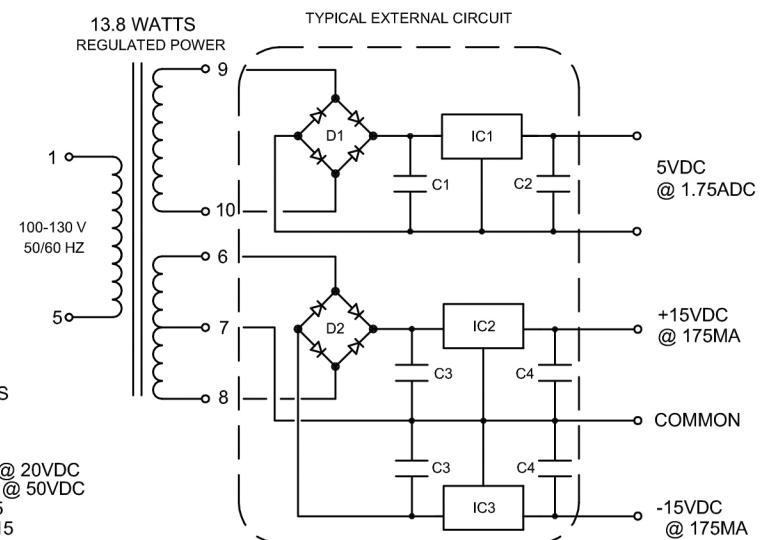 TYPICAL EXTERNAL CIRCUIT
13.8 WATTS
REGULATED POWER
9
D1
IC1
1
5VDC
@ 1.75ADC
C1
C2
10
100-130 V
50/60 HZ
6
+15VDC
@ 175MA
5
7
D2
IC2
C3
C4
8
S
COMMON
@ 20VDC
@ 50VDC
5
15
C3
C4
IC3
-15VDC
@ 175MA